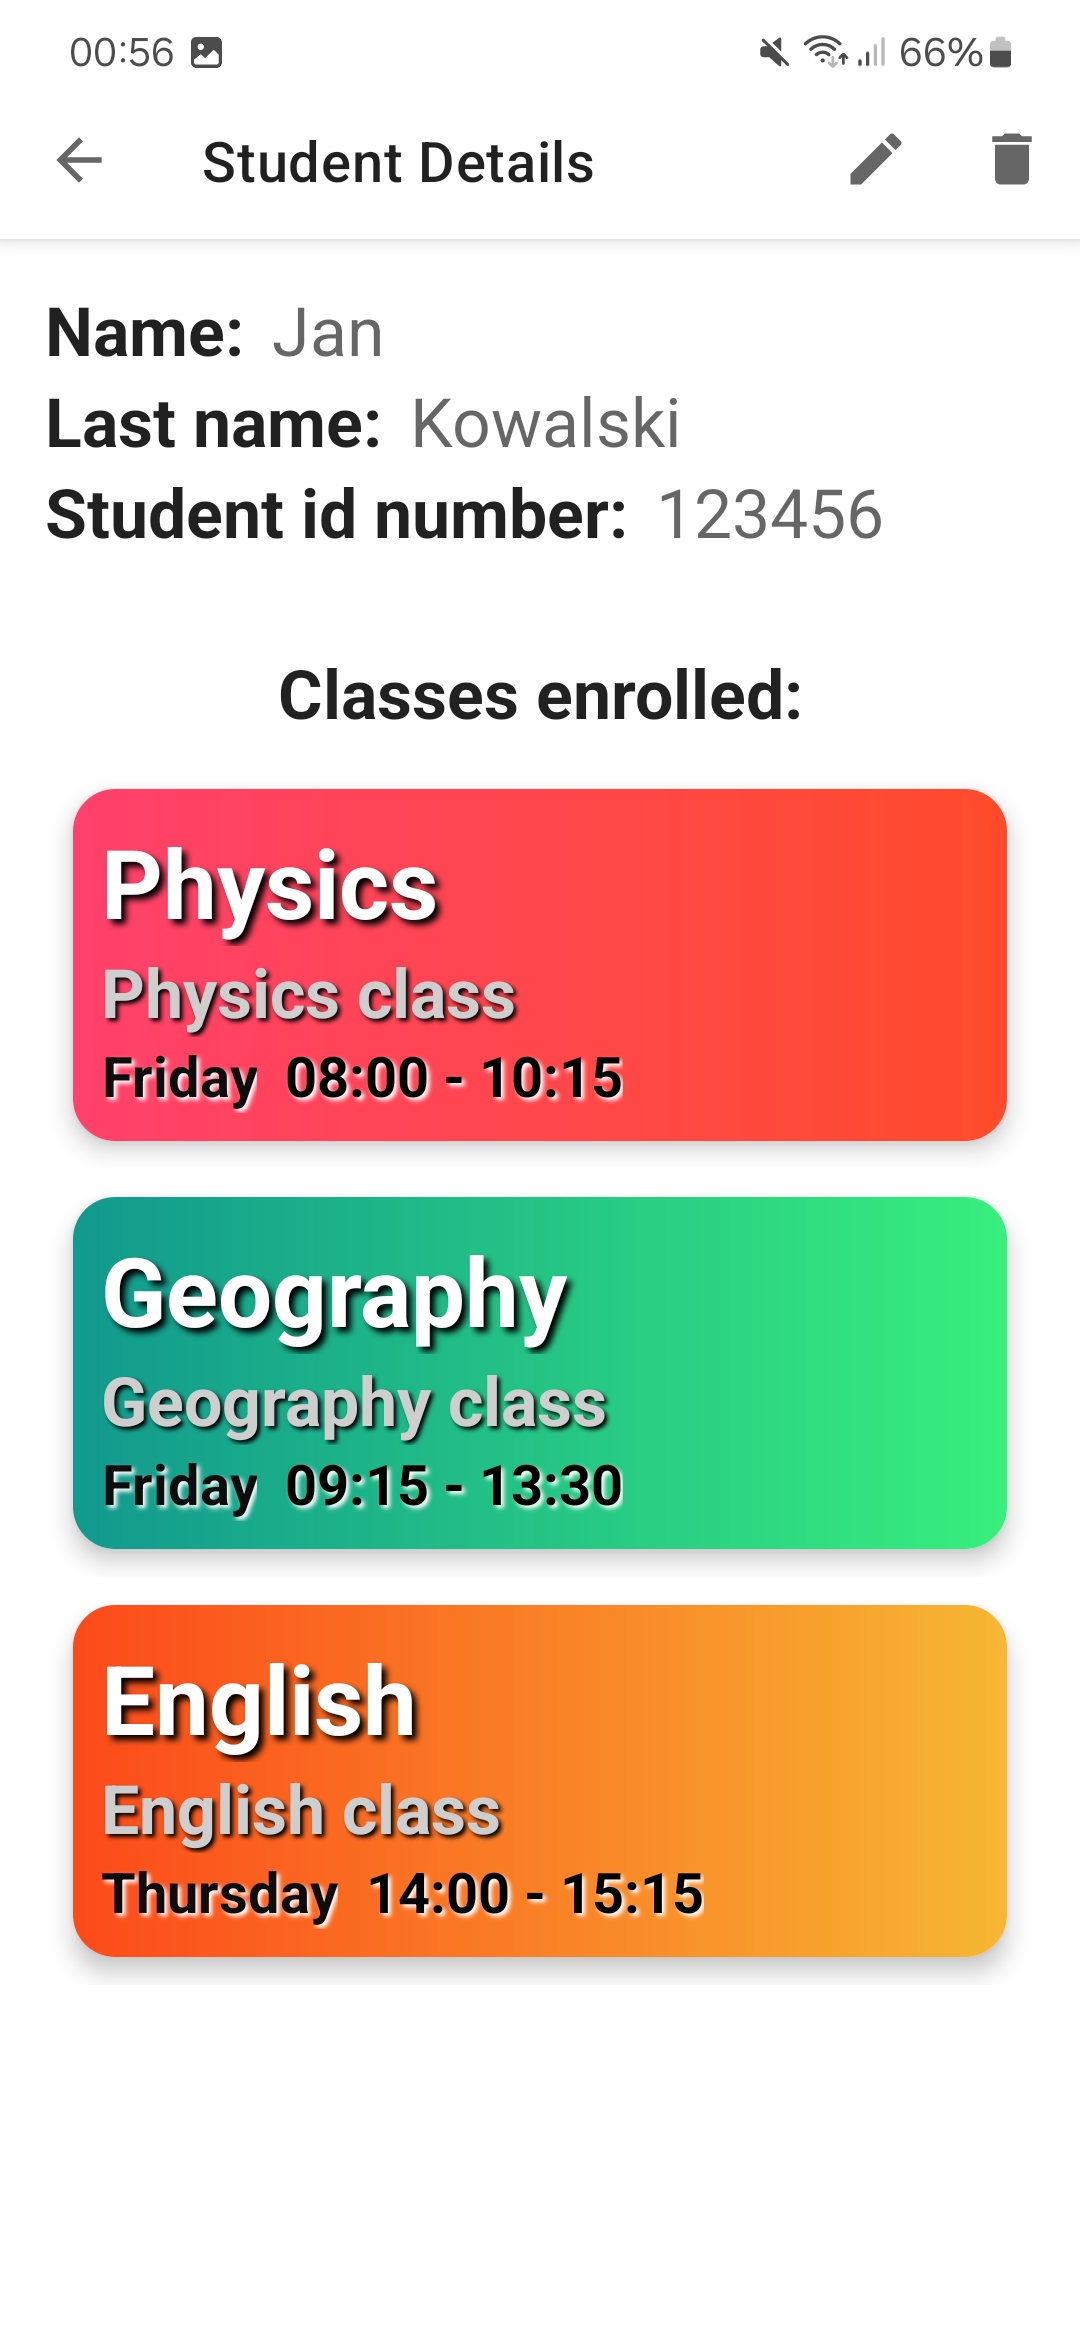 00:56 66%
Student Details
Name: Jan
Last name: Kowalski
Student id number: 123456
Classes enrolled:
Physics
Physics class
Friday 08:00 - 10:15
Geography
Geography class
Friday 09:15 - 13:30
English
English class
Thursday 14:00 - 15:15